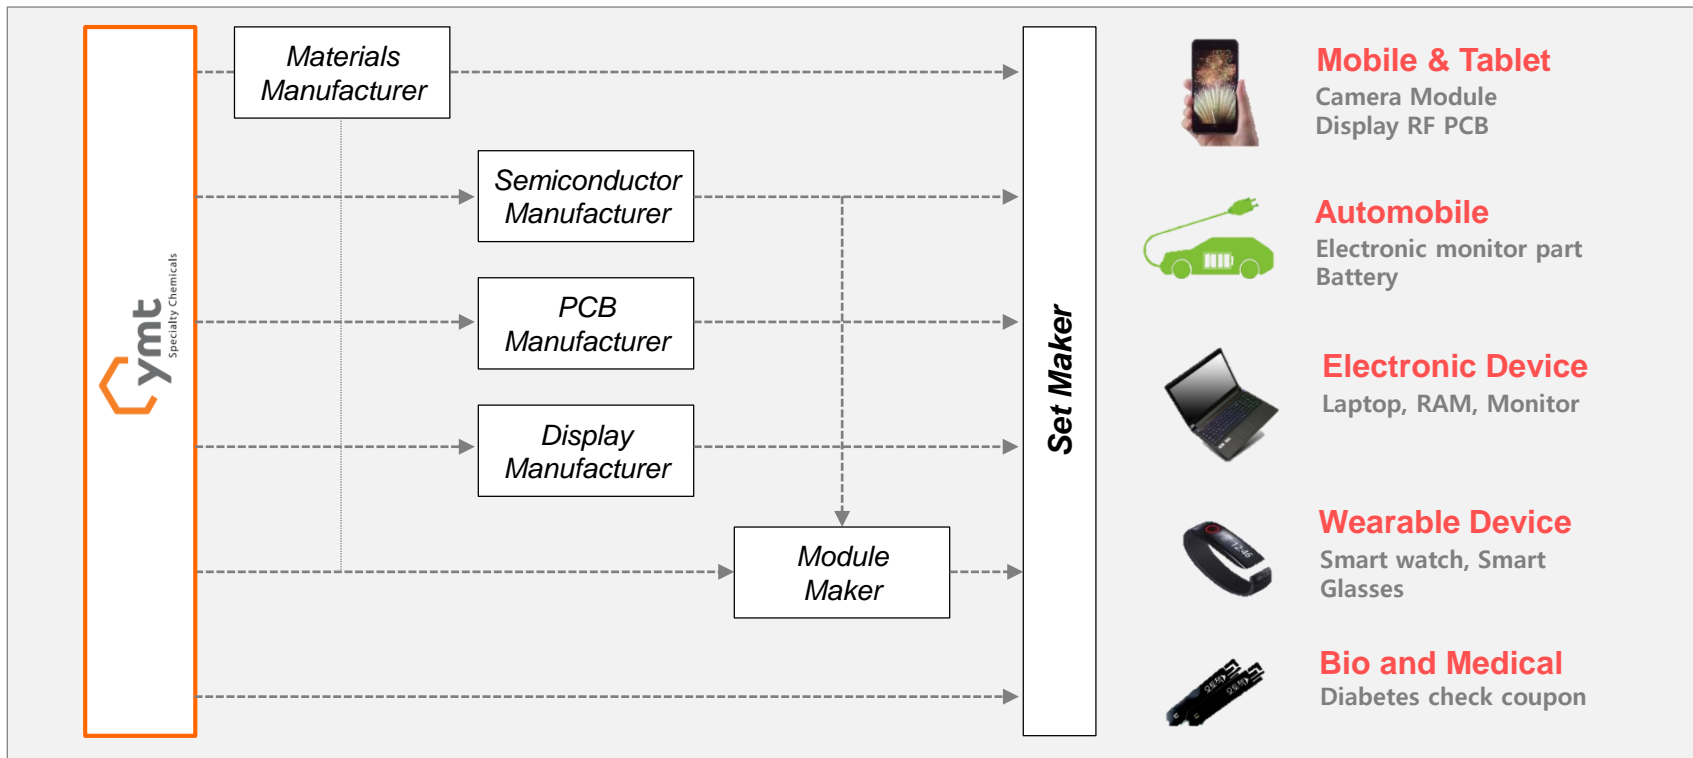 ymt
Specialty Chemicals
Materials
Manufacturer
Semiconductor
Manufacturer
PCB
Manufacturer
Display
Manufacturer
Module
Maker
Set Maker
Mobile & Tablet
Camera Module
Display RF PCB
Automobile
Electronic monitor part
Battery
Electronic Device
Laptop, RAM, Monitor
Wearable Device
Smart watch, Smart
Glasses
12:46
Bio and Medical
Diabetes check coupon